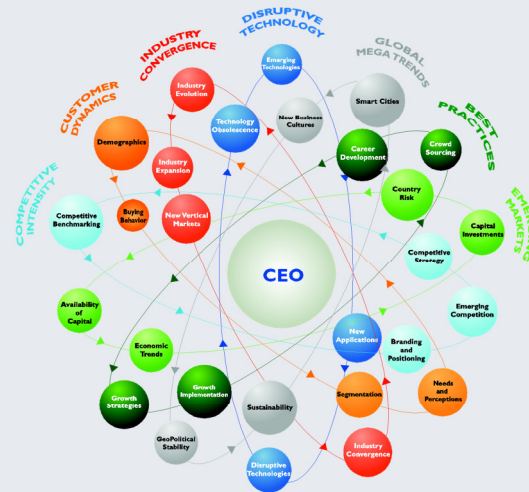 DISRUPTIVE
TECHNOLOGY
INDUSTRY
CONVERGENCE
GLOBAL
MEGA TRENDS
CUSTOMER
DYNAMICS
BEST
PRACTICES
COMPETITIVE
INTENSITY
EMERGING
MARKETS
Emerging
Technologies
Industry
Evolution
Smart Cities
Technology
Obsolescence
New Business
Cultures
Demographics
Career
Development
Crowd
Sourcing
Industry
Expansion
Country
Risk
Competitive
Benchmarking
Buying
Behavior
New Vertical
Markets
Capital
Investments
Competitive
Strategy
CEO
Availability
of
Capital
Emerging
Competition
New
Applications
Branding
and
Positioning
Economic
Trends
Growth
Strategies
Growth
Implementation
Sustainability
Segmentation
Needs
and
Perceptions
GeoPolitical
Stability
Industry
Convergence
Disruptive
Technologies